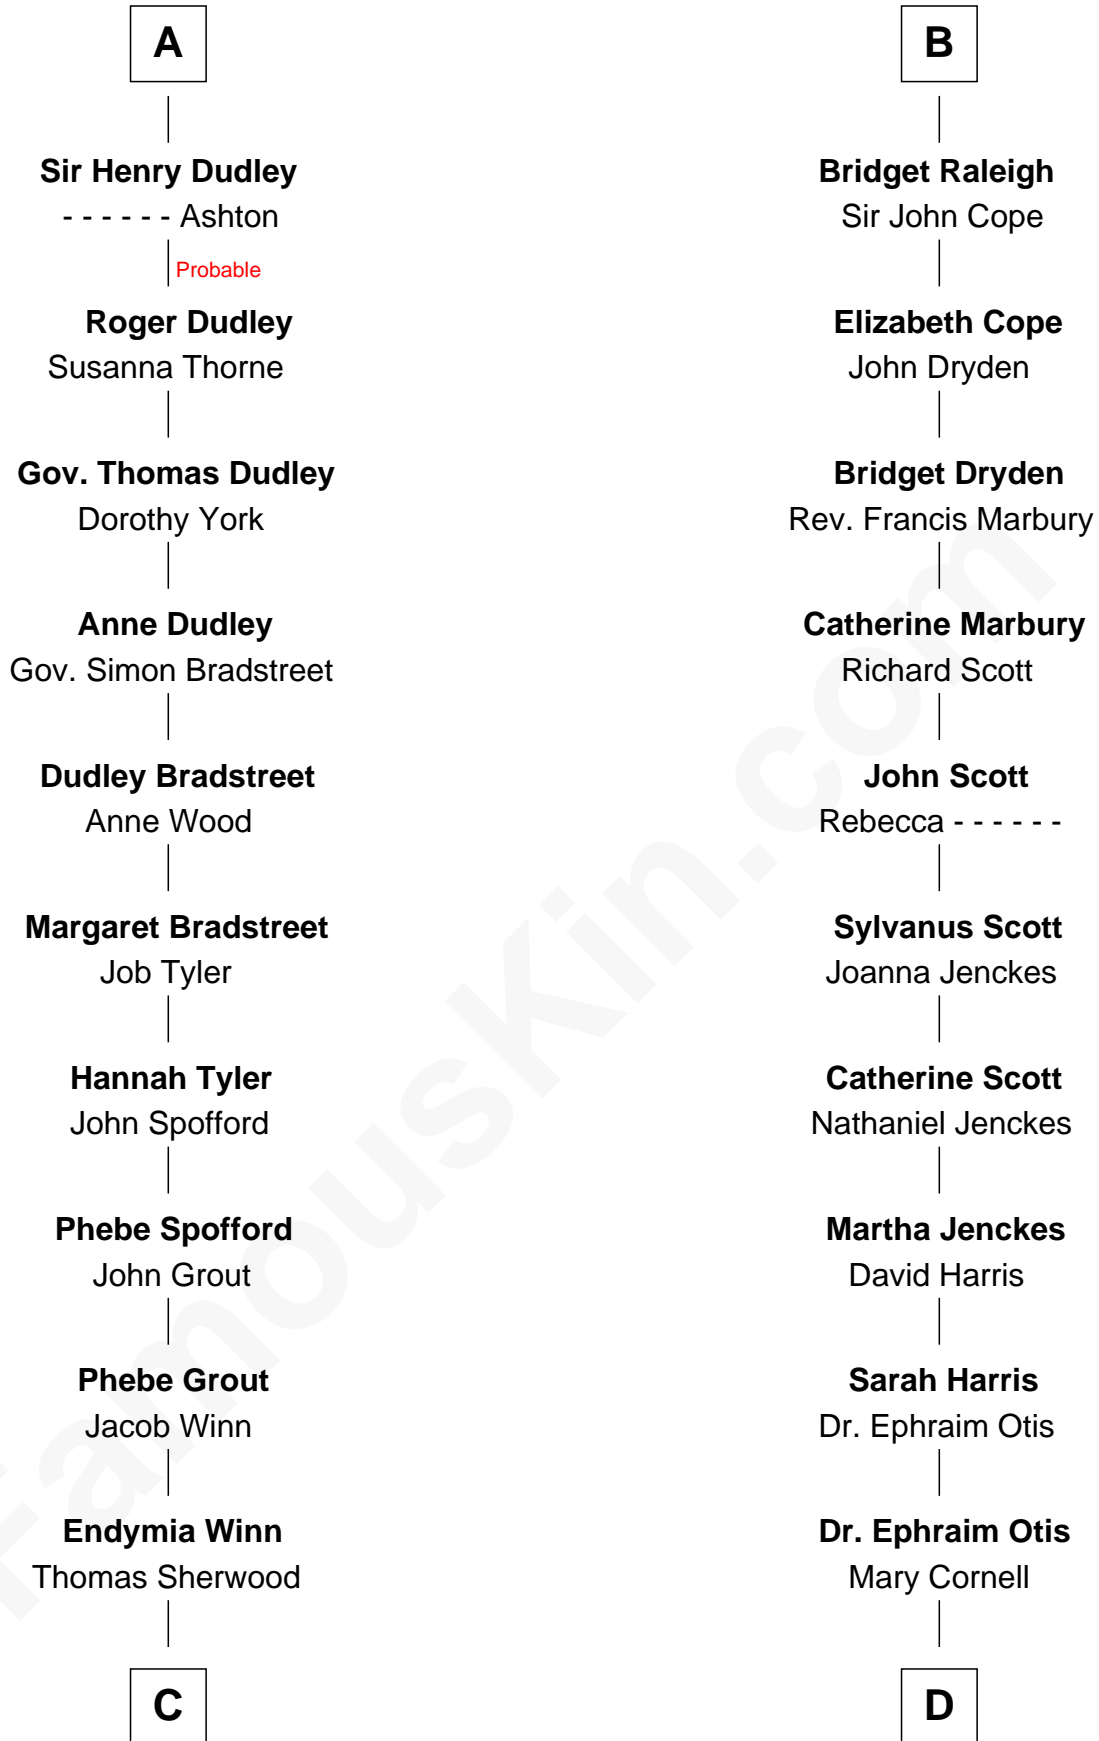 A
Sir Henry Dudley
- - - - - - Ashton
Probable
Roger Dudley
Susanna Thorne
Gov. Thomas Dudley
Dorothy York
Anne Dudley
Gov. Simon Bradstreet
Dudley Bradstreet
Anne Wood
Margaret Bradstreet
Job Tyler
Hannah Tyler
John Spofford
Phebe Spofford
John Grout
Phebe Grout
Jacob Winn
Endymia Winn
Thomas Sherwood
C
B
Bridget Raleigh
Sir John Cope
Elizabeth Cope
John Dryden
Bridget Dryden
Rev. Francis Marbury
Catherine Marbury
Richard Scott
John Scott
Rebecca - - - - - -
Sylvanus Scott
Joanna Jenckes
Catherine Scott
Nathaniel Jenckes
Martha Jenckes
David Harris
Sarah Harris
Dr. Ephraim Otis
Dr. Ephraim Otis
Mary Cornell
D
FamousKin.com